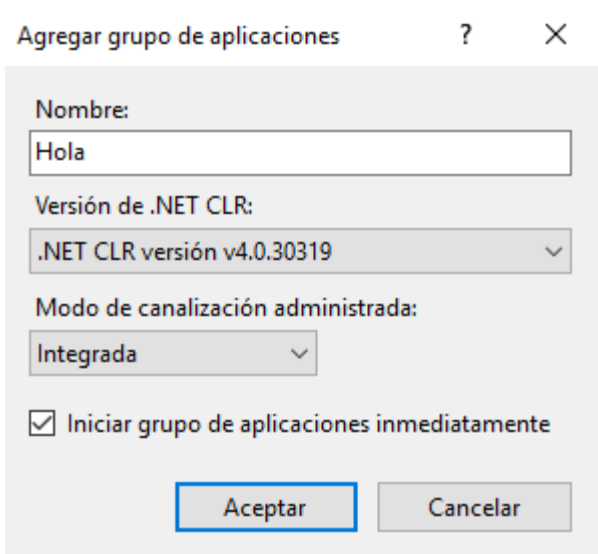 Agregar grupo de aplicaciones ?
Nombre:
Hola
Versión de .NET CLR:
.NET CLR versión v4.0.30319
Modo de canalización administrada:
Integrada
Iniciar grupo de aplicaciones inmediatamente
Aceptar Cancelar